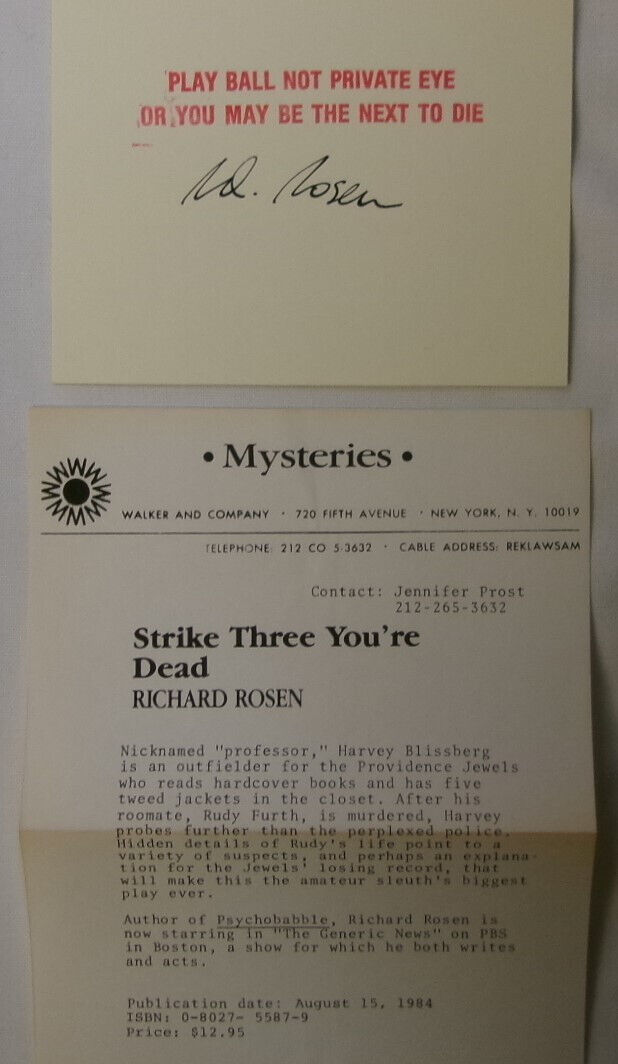 PLAY BALL NOT PRIVATE EYE
OR YOU MAY BE THE NEXT TO DIE
R.D. Rosen
• Mysteries •
WALKER AND COMPANY · 720 FIFTH AVENUE · NEW YORK, N. Y. 10019
TELEPHONE: 212 CO 5-3632 · CABLE ADDRESS: REKLAWSAM
Contact: Jennifer Prost
212-265-3632
Strike Three You're
Dead
RICHARD ROSEN
Nicknamed "professor," Harvey Blissberg
is an outfielder for the Providence Jewels
who reads hardcover books and has five
tweed jackets in the closet. After his
roomate, Rudy Furth, is murdered, Harvey
probes further than the perplexed police.
Hidden details of Rudy's life point to a
variety of suspects, and perhaps an explana-
tion for the Jewels' losing record, that
will make this the amateur sleuth's biggest
play ever.
Author of Psychobabble, Richard Rosen is
now starring in "The Generic News" on PBS
in Boston, a show for which he both writes
and acts.
Publication date: August 15, 1984
ISBN: 0-8027- 5587-9
Price: $12.95